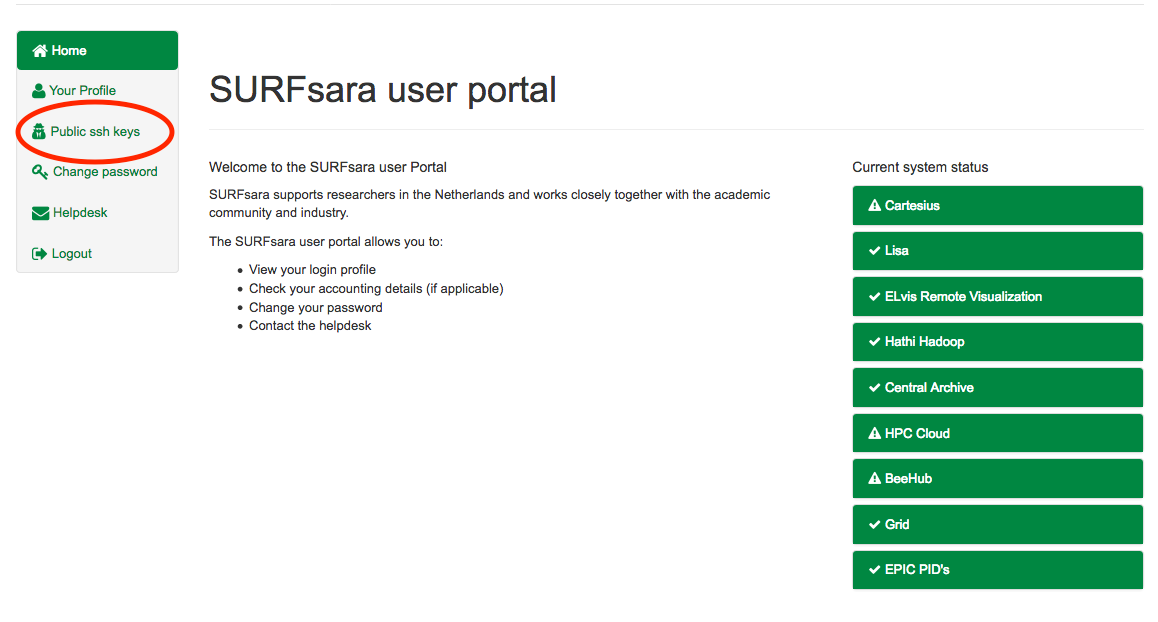 Home
Your Profile
Public ssh keys
Change password
Helpdesk
Logout
SURFsara user portal
Welcome to the SURFsara user Portal
SURFsara supports researchers in the Netherlands and works closely together with the academic
community and industry.
The SURFsara user portal allows you to:
• View your login profile
• Check your accounting details (if applicable)
• Change your password
• Contact the helpdesk
Current system status
Cartesius
Lisa
ELvis Remote Visualization
Hathi Hadoop
Central Archive
HPC Cloud
BeeHub
Grid
EPIC PID's